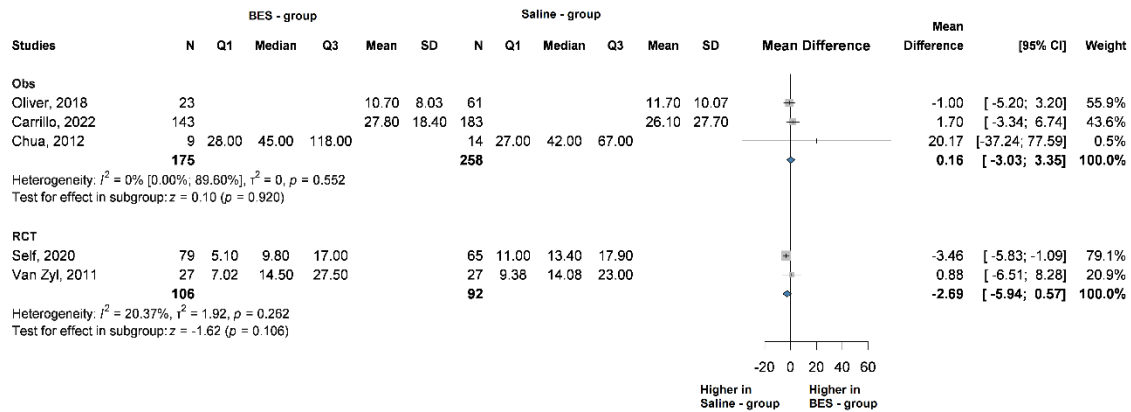 BES - group Saline - group
Studies N Q1 Median Q3 Mean SD N Q1 Median Q3 Mean SD Mean Difference Mean Difference [95% CI] Weight
Obs
Oliver, 2018 23 10.70 8.03 61 11.70 10.07 -1.00 [ -5.20; 3.20] 55.9%
Carrillo, 2022 143 27.80 18.40 183 26.10 27.70 1.70 [ -3.34; 6.74] 43.6%
Chua, 2012 9 28.00 45.00 118.00 14 27.00 42.00 67.00 20.17 [-37.24; 77.59] 0.5%
175 258 0.16 [ -3.03; 3.35] 100.0%
Heterogeneity: I² = 0% [0.00%; 89.60%], τ² = 0, p = 0.552
Test for effect in subgroup: z = 0.10 (p = 0.920)
RCT
Self, 2020 79 5.10 9.80 17.00 65 11.00 13.40 17.90 -3.46 [ -5.83; -1.09] 79.1%
Van Zyl, 2011 27 7.02 14.50 27.50 27 9.38 14.08 23.00 0.88 [ -6.51; 8.28] 20.9%
106 92 -2.69 [ -5.94; 0.57] 100.0%
Heterogeneity: I² = 20.37%, τ² = 1.92, p = 0.262
Test for effect in subgroup: z = -1.62 (p = 0.106)
-20 0 20 40 60
Higher in Higher in
Saline - group BES - group